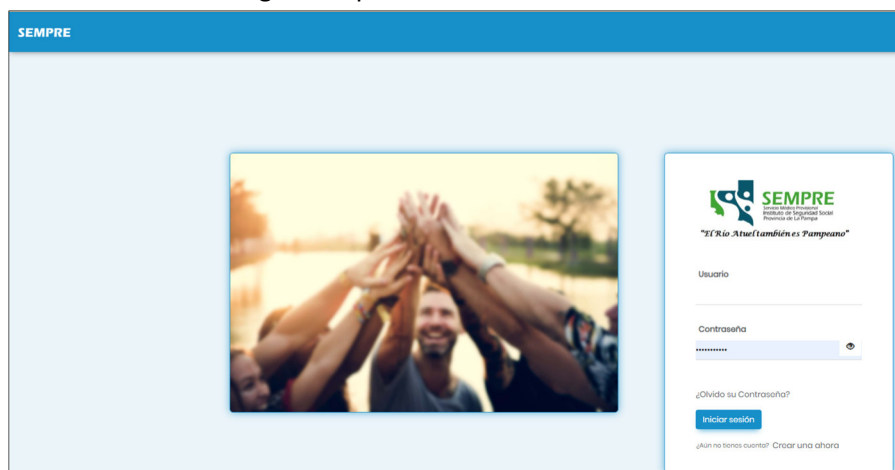 SEMPRE
SEMPRE
Servicio Médico Previsional
Instituto de Seguridad Social
Provincia de La Pampa
"El Río Atuel también es Pampeano"
Usuario
Contraseña
¿Olvido su Contraseña?
Iniciar sesión
¿Aún no tienes cuenta? Crear una ahora